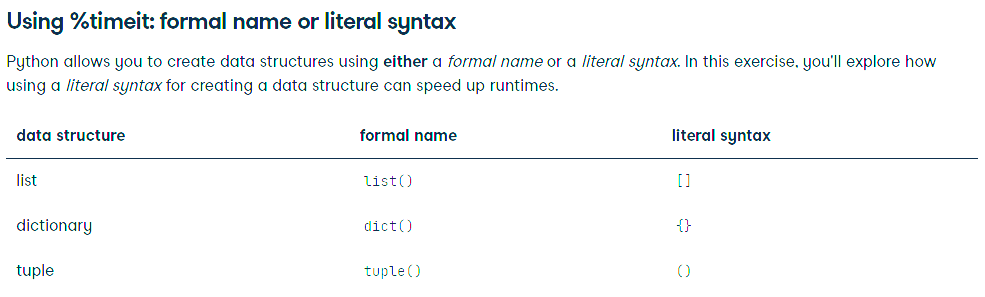 Using %timeit: formal name or literal syntax
Python allows you to create data structures using either a formal name or a literal syntax. In this exercise, you'll explore how
using a literal syntax for creating a data structure can speed up runtimes.
data structure formal name literal syntax
list list() []
dictionary dict() {}
tuple tuple() ()